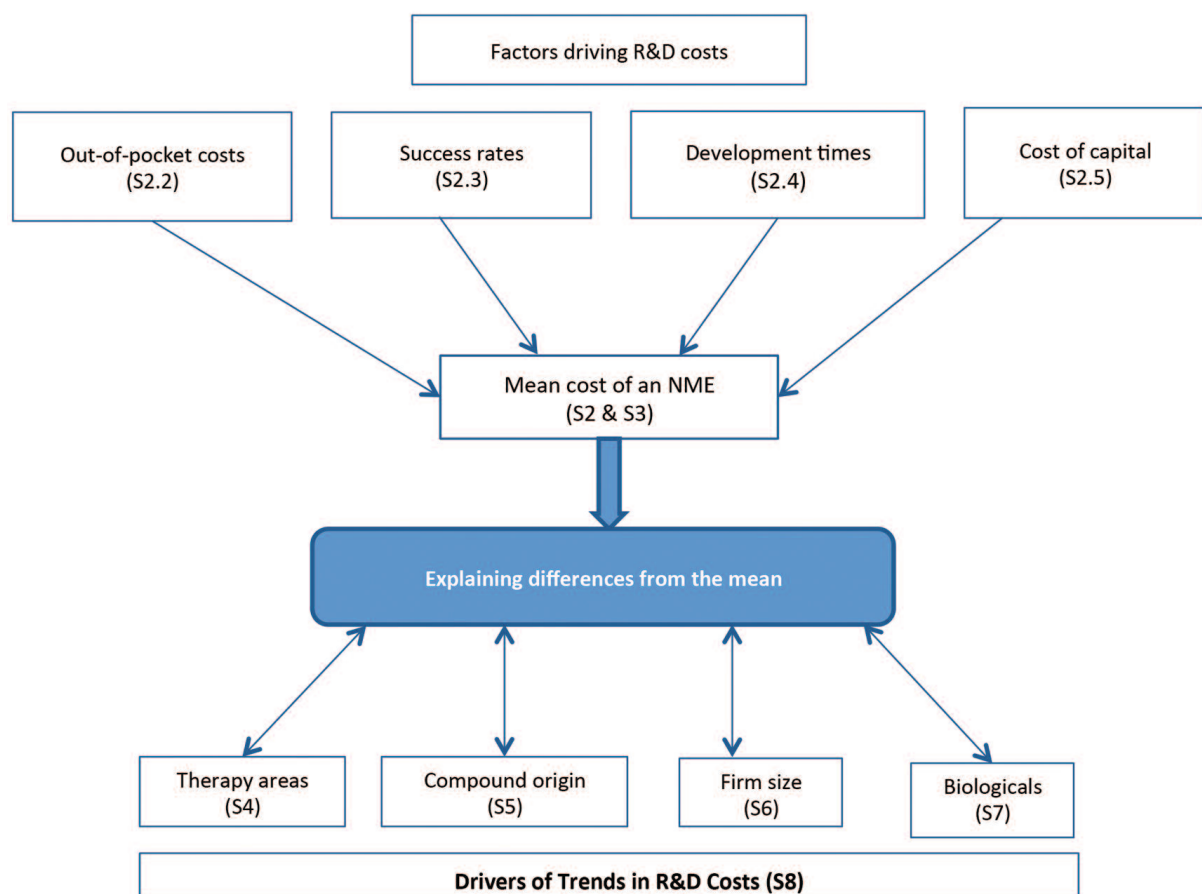 Factors driving R&D costs
Out-of-pocket costs
(S2.2)
Success rates
(S2.3)
Development times
(S2.4)
Cost of capital
(S2.5)
Mean cost of an NME
(S2 & S3)
Explaining differences from the mean
Therapy areas
(S4)
Compound origin
(S5)
Firm size
(S6)
Biologicals
(S7)
Drivers of Trends in R&D Costs (S8)